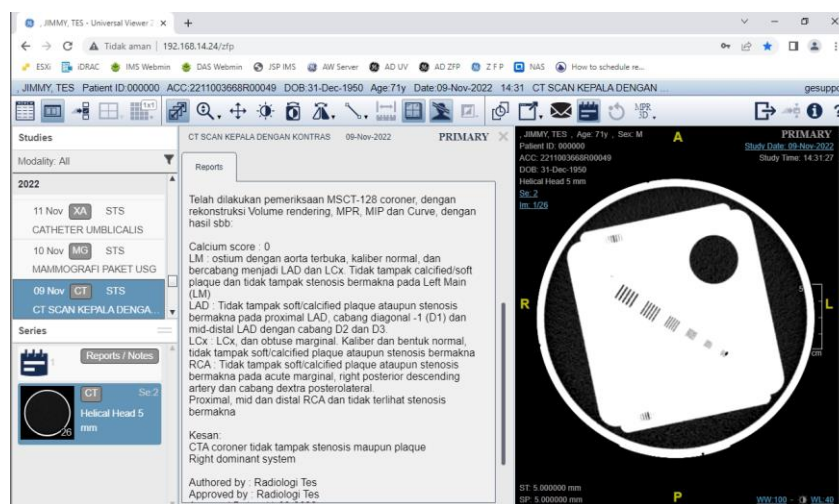 , JIMMY, TES - Universal Viewer Z
Tidak aman | 192.168.14.24/zfp
ESXi iDRAC IMS Webmin DAS Webmin JSP IMS AW Server AD UV AD ZFP Z F P NAS How to schedule re...
, JIMMY, TES Patient ID:000000 ACC:2211003668R00049 DOB:31-Dec-1950 Age:71y Date:09-Nov-2022 14:31 CT SCAN KEPALA DENGAN ... gesuppo
txt
MPR
3D
Studies
Modality: All
2022
11 Nov XA STS
CATHETER UMBLICALIS
10 Nov MG STS
MAMMOGRAFI PAKET USG
09 Nov CT STS
CT SCAN KEPALA DENGA...
Series
1 Reports / Notes
CT Se:2
Helical Head 5
mm
26
CT SCAN KEPALA DENGAN KONTRAS 09-Nov-2022 PRIMARY
Reports
Telah dilakukan pemeriksaan MSCT-128 coroner, dengan
rekonstruksi Volume rendering, MPR, MIP dan Curve, dengan
hasil sbb:
Calcium score : 0
LM : ostium dengan aorta terbuka, kaliber normal, dan
bercabang menjadi LAD dan LCx. Tidak tampak calcified/soft
plaque dan tidak tampak stenosis bermakna pada Left Main
(LM)
LAD : Tidak tampak soft/calcified plaque ataupun stenosis
bermakna pada proximal LAD, cabang diagonal -1 (D1) dan
mid-distal LAD dengan cabang D2 dan D3.
LCx : LCx, dan obtuse marginal. Kaliber dan bentuk normal,
tidak tampak soft/calcified plaque ataupun stenosis bermakna
RCA : Tidak tampak soft/calcified plaque ataupun stenosis
bermakna pada acute marginal, right posterior descending
artery dan cabang dextra posterolateral.
Proximal, mid dan distal RCA dan tidak terlihat stenosis
bermakna
Kesan:
CTA coroner tidak tampak stenosis maupun plaque
Right dominant system
Authored by : Radiologi Tes
Approved by : Radiologi Tes
, JIMMY, TES , Age: 71y , Sex: M
Patient ID: 000000
ACC: 2211003668R00049
DOB: 31-Dec-1950
Helical Head 5 mm
Se: 2
Im: 1/26
A
PRIMARY
Study Date: 09-Nov-2022
Study Time: 14:31:27
R
L
5
cm
P
ST: 5.000000 mm
SP: 5.000000 mm
WW:100 - WL:40